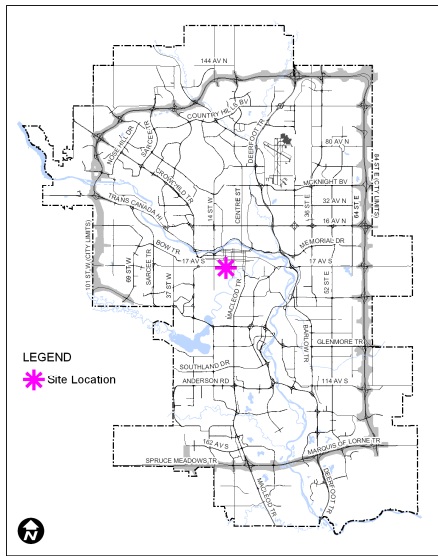 144 AV N
COUNTRY HILLS BV
SARCEE TR
NOSE HILL DR
DEERFOOT TR
80 AV N
CROWCHILD TR
14 ST W
CENTRE ST
MCKNIGHT BV
84 ST E (CITY LIMITS)
64 ST E
36 ST E
32 AV N
TRANS CANADA HI
16 AV N
BOW TR
MEMORIAL DR
17 AV S
17 AV S
101 ST W (CITY LIMITS)
69 ST W
SARCEE TR
37 ST W
MACLEOD TR
52 ST E
BARLOW TR
GLENMORE TR
LEGEND
Site Location
SOUTHLAND DR
ANDERSON RD
114 AV S
162 AV S
MARQUIS OF LORNE TR
SPRUCE MEADOWS TR
MACLEOD TR
DEERFOOT TR
N